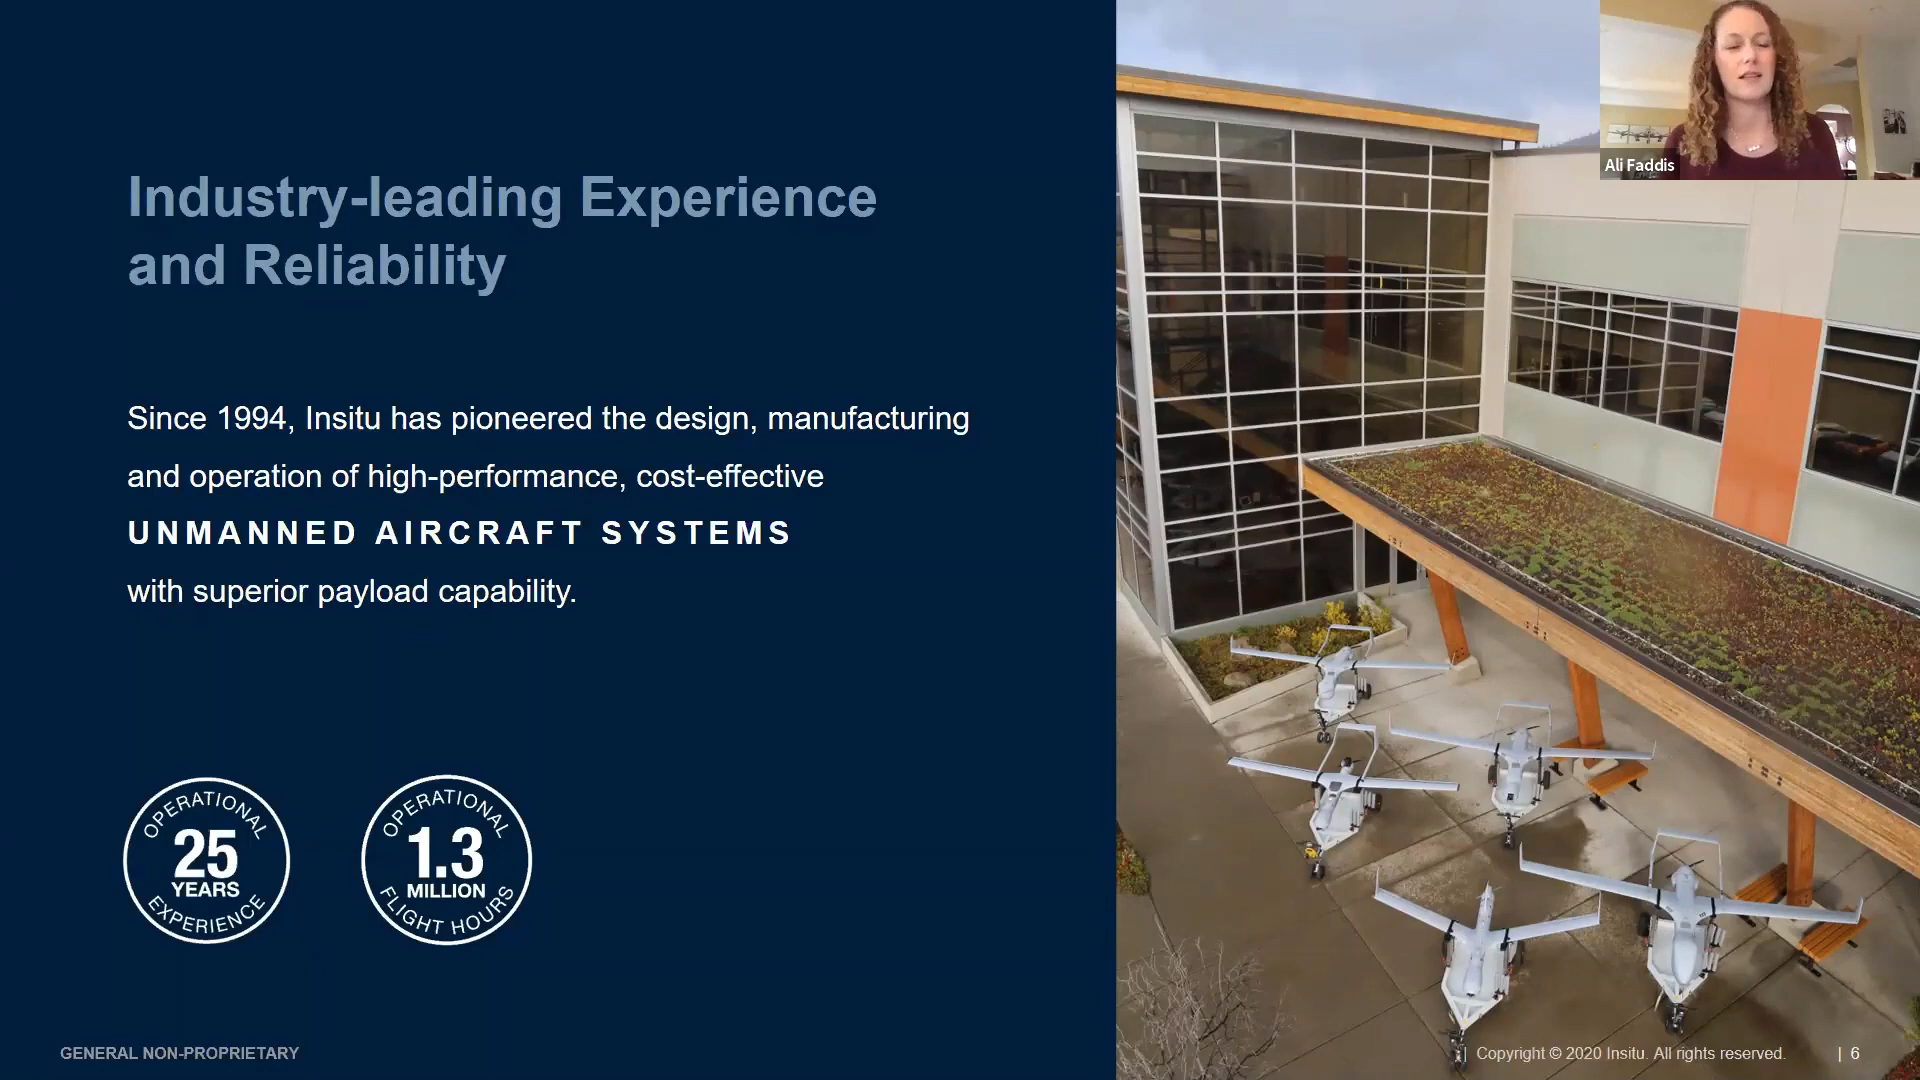 Ali Faddis
Industry-leading Experience
and Reliability
Since 1994, Insitu has pioneered the design, manufacturing
and operation of high-performance, cost-effective
UNMANNED AIRCRAFT SYSTEMS
with superior payload capability.
OPERATIONAL
25
YEARS
EXPERIENCE
OPERATIONAL
1.3
MILLION
FLIGHT HOURS
GENERAL NON-PROPRIETARY
| Copyright © 2020 Insitu. All rights reserved. | 6